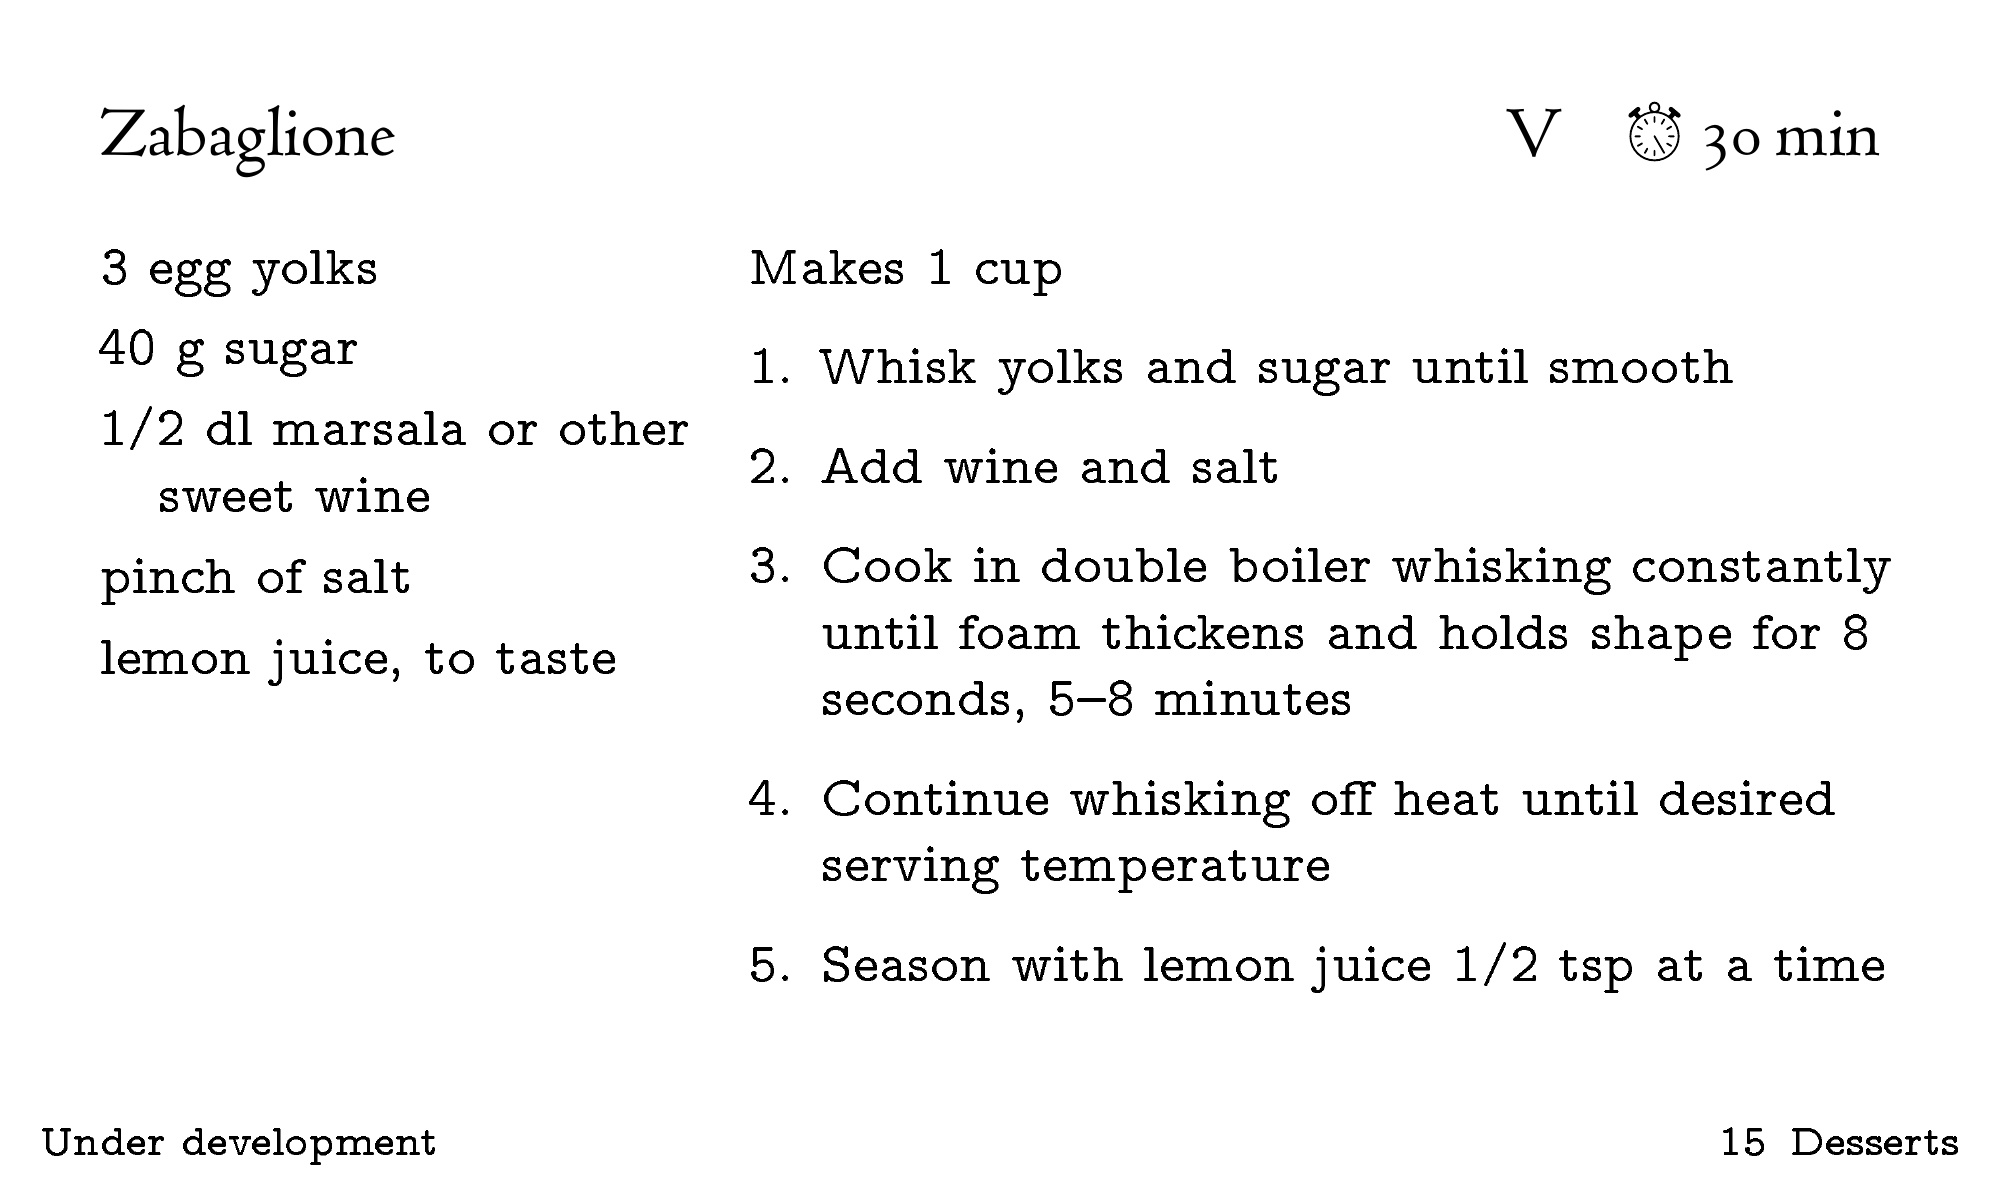 Zabaglione
V 30 min
3 egg yolks
40 g sugar
1/2 dl marsala or other
sweet wine
pinch of salt
lemon juice, to taste
Makes 1 cup
1. Whisk yolks and sugar until smooth
2. Add wine and salt
3. Cook in double boiler whisking constantly
until foam thickens and holds shape for 8
seconds, 5–8 minutes
4. Continue whisking off heat until desired
serving temperature
5. Season with lemon juice 1/2 tsp at a time
Under development
15 Desserts